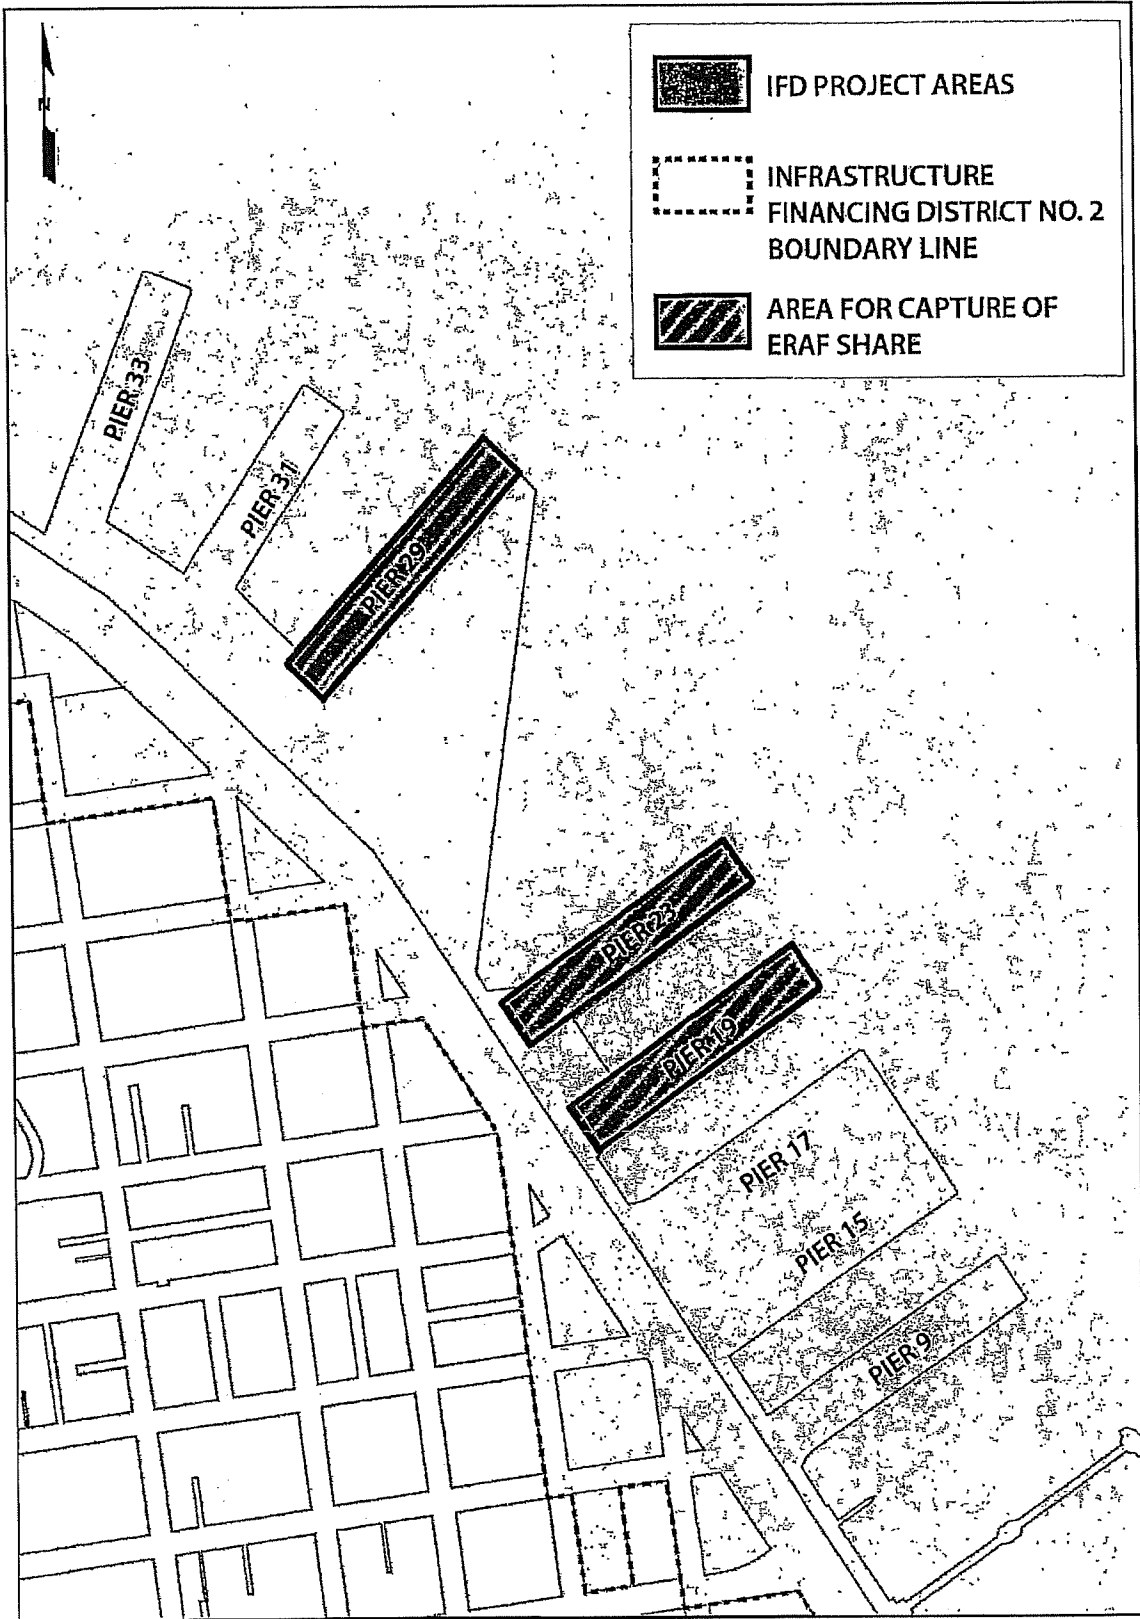 N
IFD PROJECT AREAS
INFRASTRUCTURE
FINANCING DISTRICT NO. 2
BOUNDARY LINE
AREA FOR CAPTURE OF
ERAF SHARE
PIER 33
PIER 31
PIER 29
PIER 23
PIER 19
PIER 17
PIER 15
PIER 9